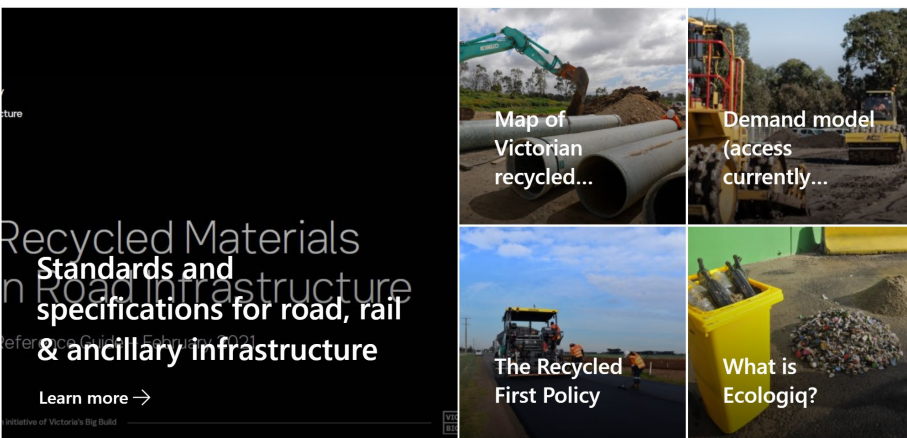 cture
Recycled Materials
n Road Infrastructure
Reference Guide – February 2021
Standards and
specifications for road, rail
& ancillary infrastructure
Learn more →
initiative of Victoria's Big Build
VIC
BIG
Map of
Victorian
recycled...
Demand model
(access
currently...
The Recycled
First Policy
What is
Ecologiq?